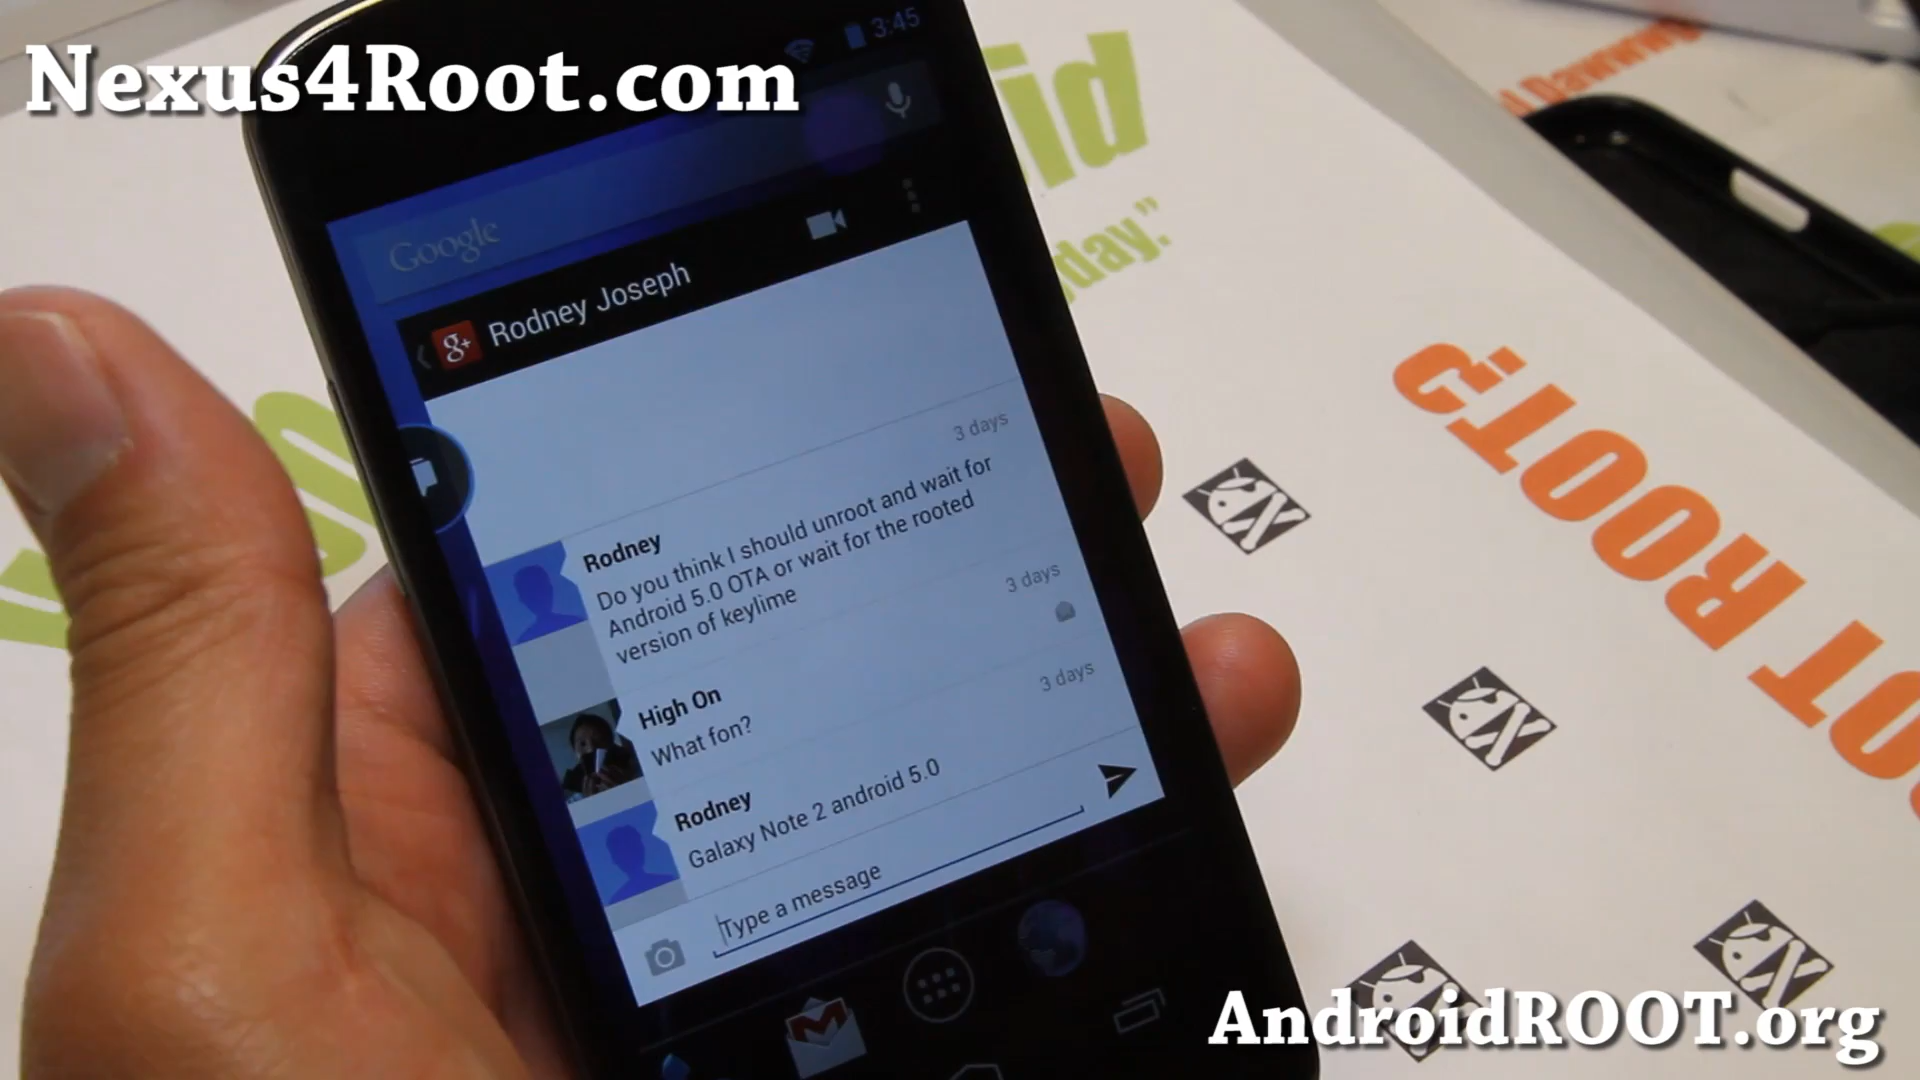 Nexus4Root.com
3:45
Google
g+ Rodney Joseph
3 days
Rodney
Do you think I should unroot and wait for
Android 5.0 OTA or wait for the rooted
version of keylime
3 days
High On
What fon?
3 days
Rodney
Galaxy Note 2 android 5.0
Type a message
id
day."
ROOT
AndroidROOT.org